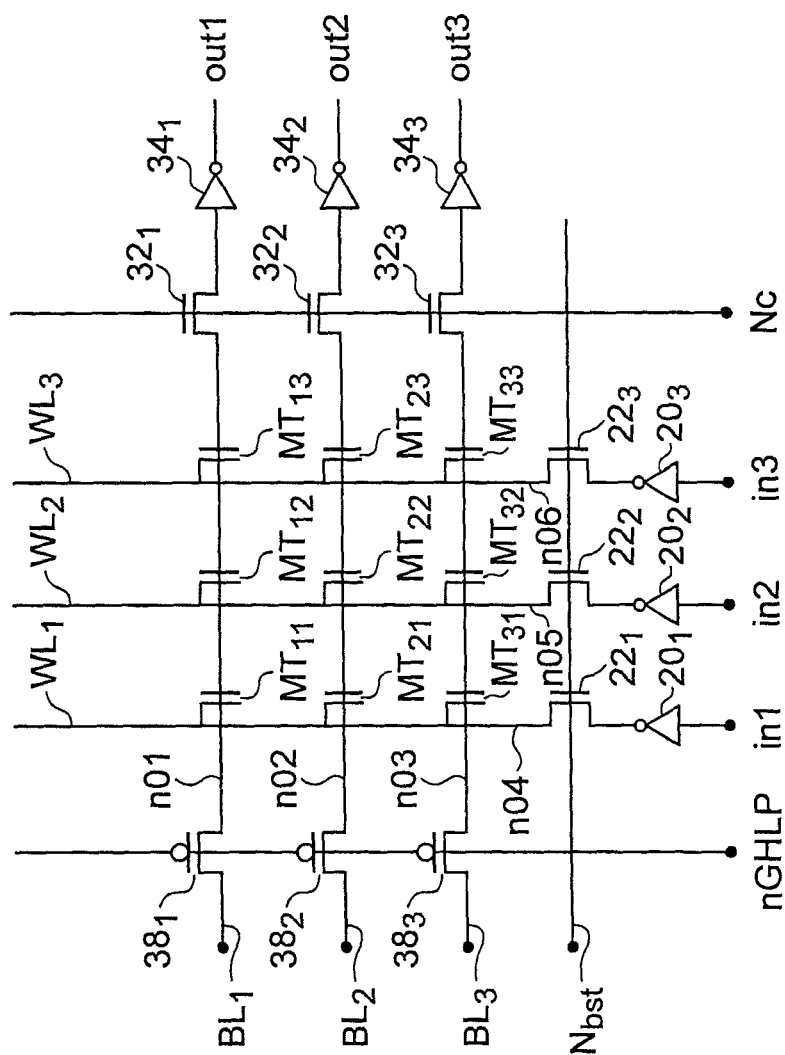 WL1
WL2
WL3
321
341
out1
322
342
out2
323
343
out3
381
n01
MT11
MT12
MT13
BL1
382
n02
MT21
MT22
MT23
BL2
383
n03
MT31
MT32
MT33
BL3
n04
n05
n06
221
222
223
Nbst
201
202
203
nGHLP
in1
in2
in3
Nc